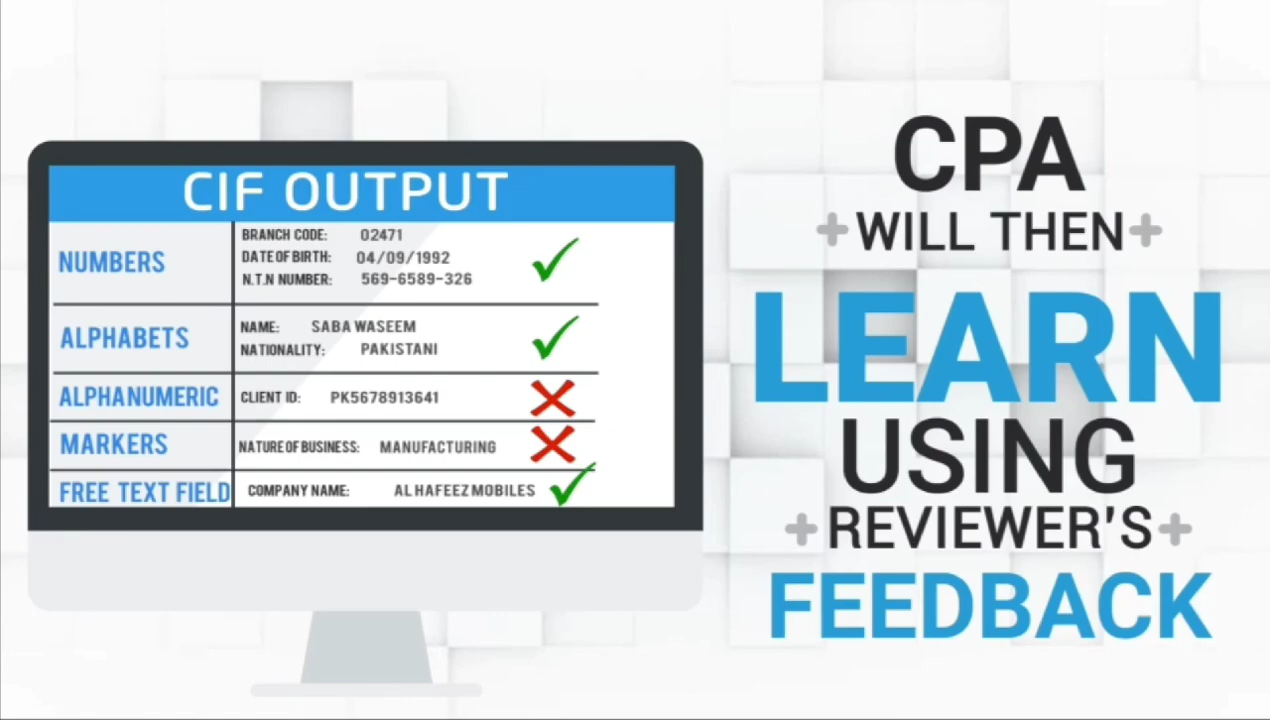 CIF OUTPUT
NUMBERS
BRANCH CODE: 02471
DATE OF BIRTH: 04/09/1992
N.T.N NUMBER: 569-6589-326
ALPHABETS
NAME: SABA WASEEM
NATIONALITY: PAKISTANI
ALPHANUMERIC
CLIENT ID: PK5678913641
MARKERS
NATURE OF BUSINESS: MANUFACTURING
FREE TEXT FIELD
COMPANY NAME: AL HAFEEZ MOBILES
CPA
WILL THEN
LEARN
USING
REVIEWER'S
FEEDBACK